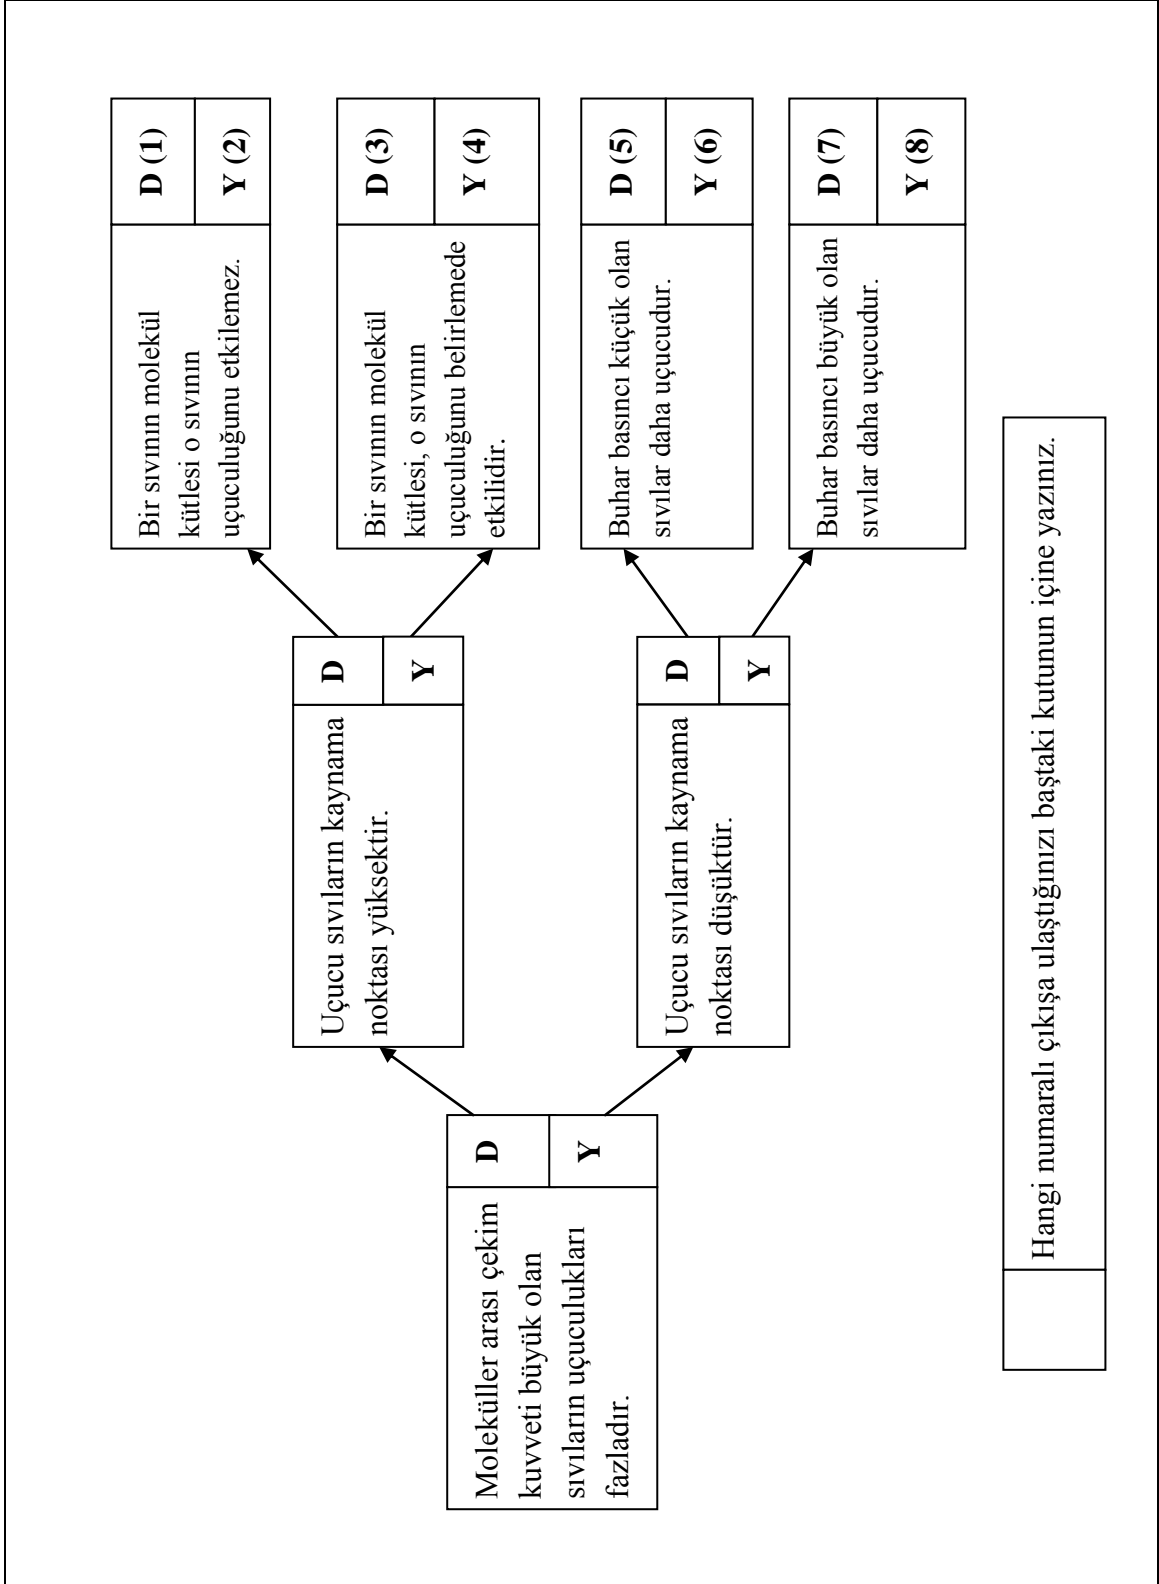 Moleküller arası çekim
kuvveti büyük olan
sıvıların uçuculukları
fazladır.
D
Y
Uçucu sıvıların kaynama
noktası yüksektir.
D
Y
Uçucu sıvıların kaynama
noktası düşüktür.
D
Y
Bir sıvının molekül
kütlesi o sıvının
uçuculuğunu etkilemez.
D (1)
Y (2)
Bir sıvının molekül
kütlesi, o sıvının
uçuculuğunu belirlemede
etkilidir.
D (3)
Y (4)
Buhar basıncı küçük olan
sıvılar daha uçucudur.
D (5)
Y (6)
Buhar basıncı büyük olan
sıvılar daha uçucudur.
D (7)
Y (8)
Hangi numaralı çıkışa ulaştığınızı baştaki kutunun içine yazınız.